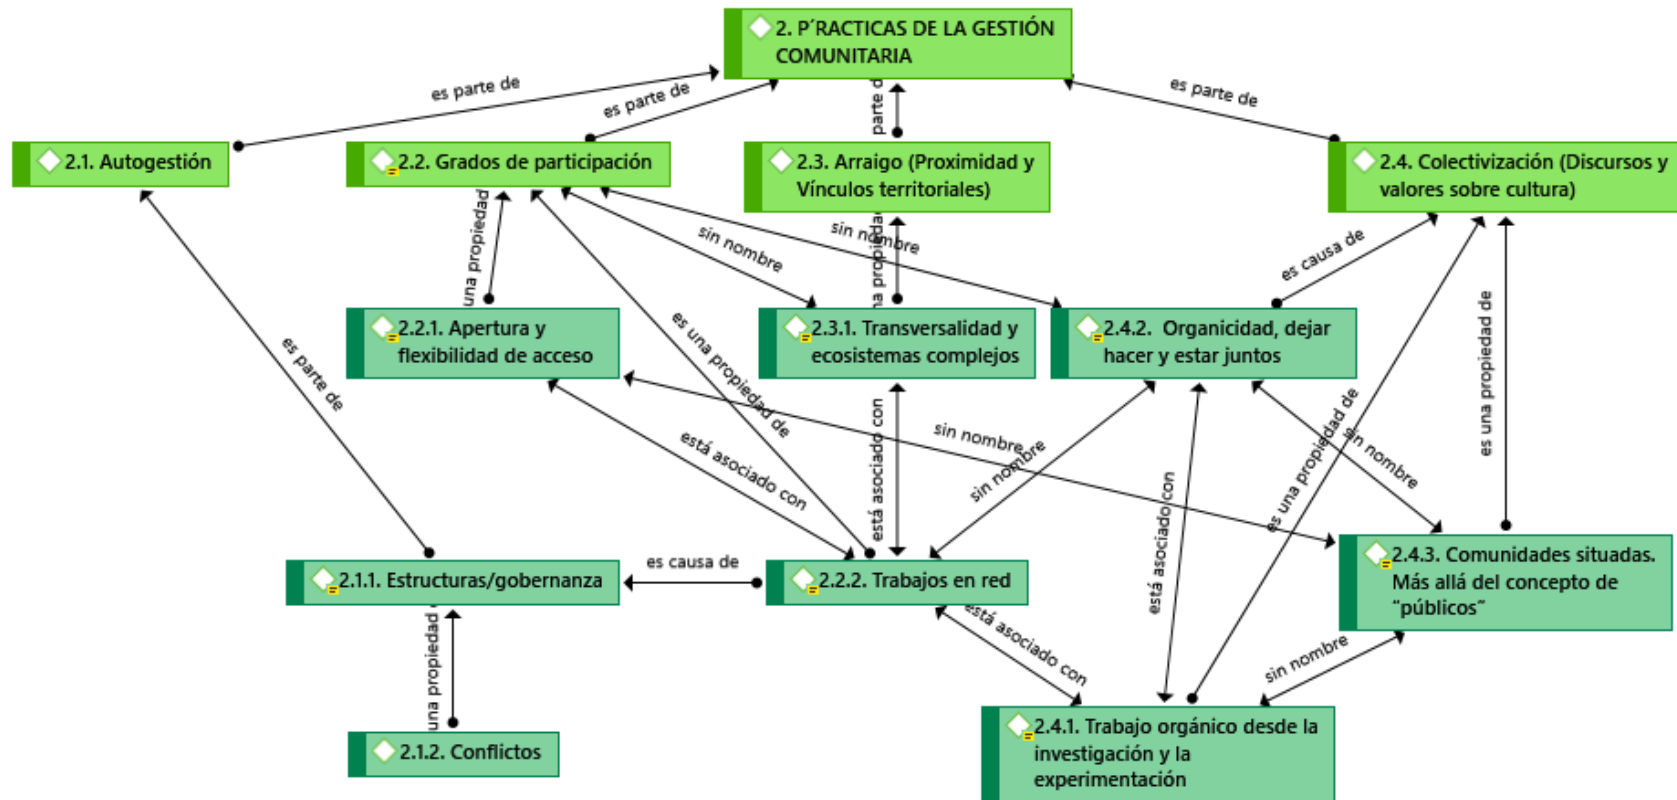 2. P´RACTICAS DE LA GESTIÓN
COMUNITARIA
es parte de
es parte de
parte d
es parte de
2.1. Autogestión
2.2. Grados de participación
2.3. Arraigo (Proximidad y
Vínculos territoriales)
2.4. Colectivización (Discursos y
valores sobre cultura)
una propiedad
sin nombre
a propieda
sin nombre
es causa de
2.2.1. Apertura y
flexibilidad de acceso
2.3.1. Transversalidad y
ecosistemas complejos
2.4.2. Organicidad, dejar
hacer y estar juntos
es parte de
es una propiedad de
está asociado con
está asociado con
sin nombre
sin nombre
está asociado con
es una propiedad de
sin nombre
es una propiedad de
2.1.1. Estructuras/gobernanza
es causa de
2.2.2. Trabajos en red
2.4.3. Comunidades situadas.
Más allá del concepto de
“públicos”
una propiedad
está asociado con
sin nombre
2.1.2. Conflictos
2.4.1. Trabajo orgánico desde la
investigación y la
experimentación